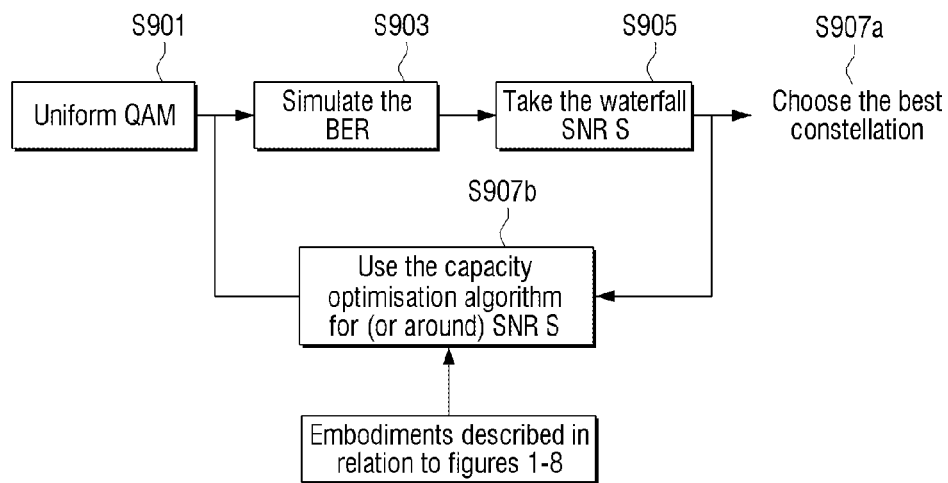 S901
S903
S905
S907a
Uniform QAM
Simulate the
BER
Take the waterfall
SNR S
Choose the best
constellation
S907b
Use the capacity
optimisation algorithm
for (or around) SNR S
Embodiments described in
relation to figures 1-8